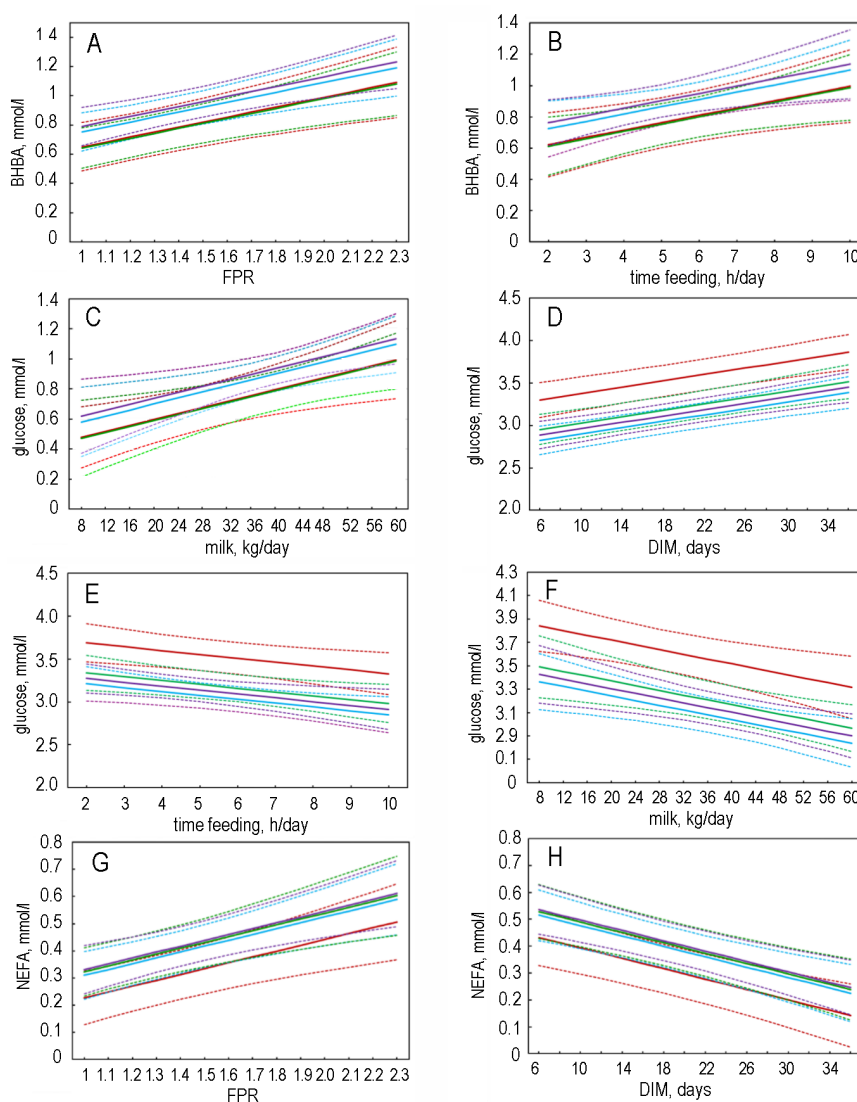 A
BHBA, mmol/l
1.4
1.2
1
0.8
0.6
0.4
0.2
0
1 1.1 1.2 1.3 1.4 1.5 1.6 1.7 1.8 1.9 2.0 2.1 2.2 2.3
FPR
B
BHBA, mmol/l
1.4
1.2
1
0.8
0.6
0.4
0.2
0
2 3 4 5 6 7 8 9 10
time feeding, h/day
C
glucose, mmol/l
1.4
1.2
1
0.8
0.6
0.4
0.2
0
8 12 16 20 24 28 32 36 40 44 48 52 56 60
milk, kg/day
D
glucose, mmol/l
4.5
4.0
3.5
3.0
2.5
2.0
6 10 14 18 22 26 30 34
DIM, days
E
glucose, mmol/l
4.5
4.0
3.5
3.0
2.5
2.0
2 3 4 5 6 7 8 9 10
time feeding, h/day
F
glucose, mmol/l
4.3
4.1
3.9
3.7
3.5
3.3
3.1
2.9
0
8 12 16 20 24 28 32 36 40 44 48 52 56 60
milk, kg/day
G
NEFA, mmol/l
0.8
0.7
0.6
0.5
0.4
0.3
0.2
0.1
0
1 1.1 1.2 1.3 1.4 1.5 1.6 1.7 1.8 1.9 2.0 2.1 2.2 2.3
FPR
H
NEFA, mmol/l
0.8
0.7
0.6
0.5
0.4
0.3
0.2
0.1
0
6 10 14 18 22 26 30 34
DIM, days